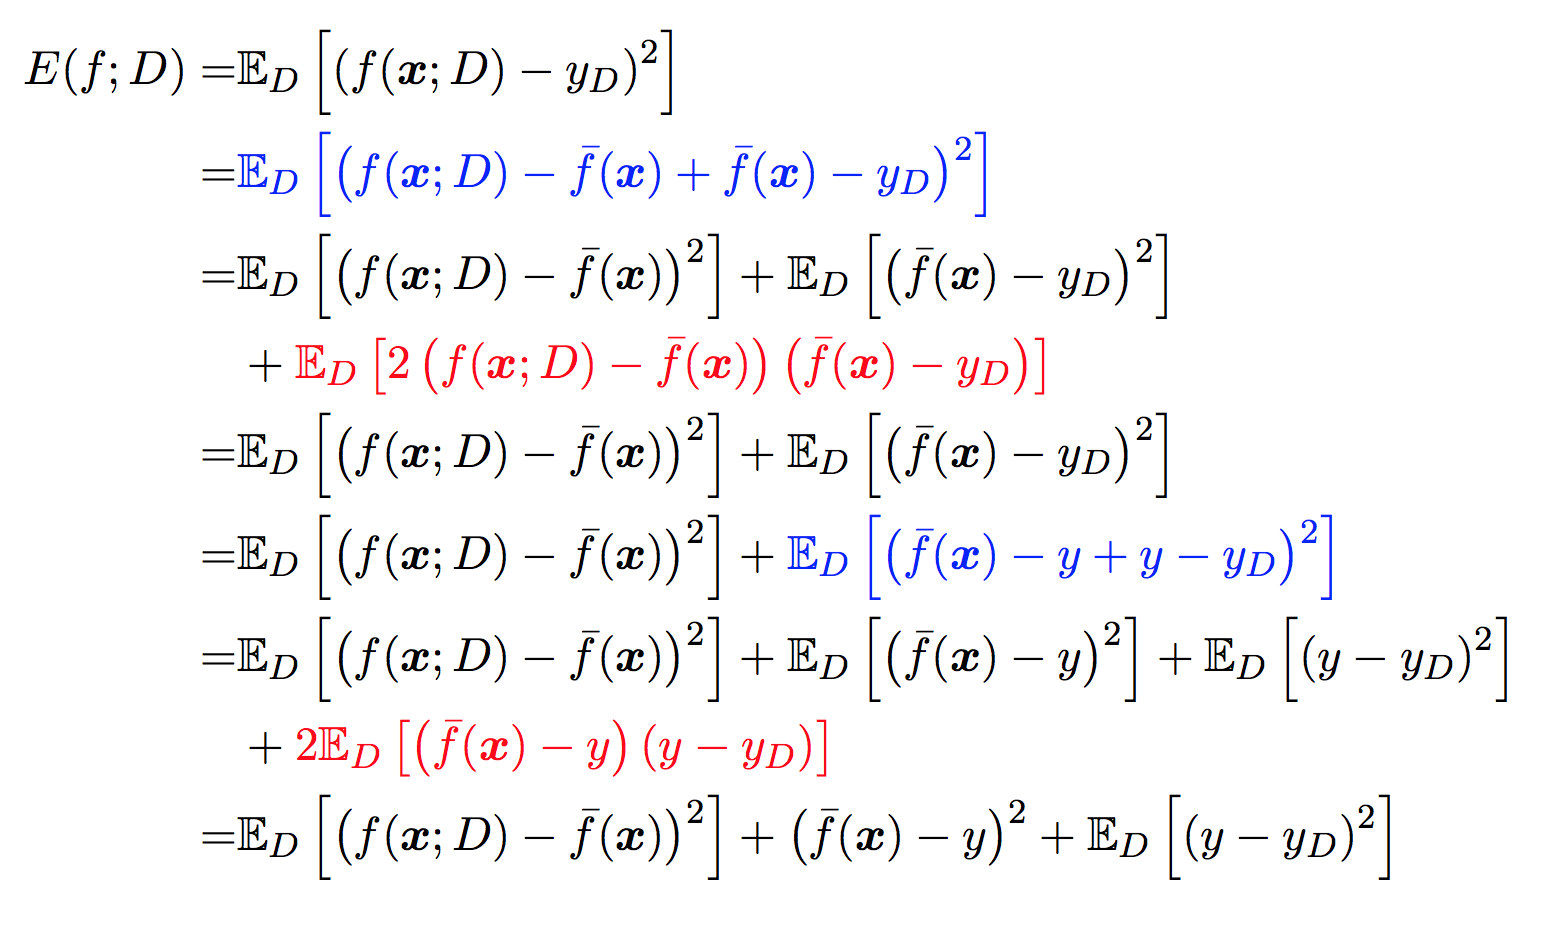 E(f; D) =𝔼_D [(f(𝒙; D) − y_D)²]
=𝔼_D [(f(𝒙; D) − f̄(𝒙) + f̄(𝒙) − y_D)²]
=𝔼_D [(f(𝒙; D) − f̄(𝒙))²] + 𝔼_D [(f̄(𝒙) − y_D)²]
+ 𝔼_D [2 (f(𝒙; D) − f̄(𝒙)) (f̄(𝒙) − y_D)]
=𝔼_D [(f(𝒙; D) − f̄(𝒙))²] + 𝔼_D [(f̄(𝒙) − y_D)²]
=𝔼_D [(f(𝒙; D) − f̄(𝒙))²] + 𝔼_D [(f̄(𝒙) − y + y − y_D)²]
=𝔼_D [(f(𝒙; D) − f̄(𝒙))²] + 𝔼_D [(f̄(𝒙) − y)²] + 𝔼_D [(y − y_D)²]
+ 2𝔼_D [(f̄(𝒙) − y) (y − y_D)]
=𝔼_D [(f(𝒙; D) − f̄(𝒙))²] + (f̄(𝒙) − y)² + 𝔼_D [(y − y_D)²]